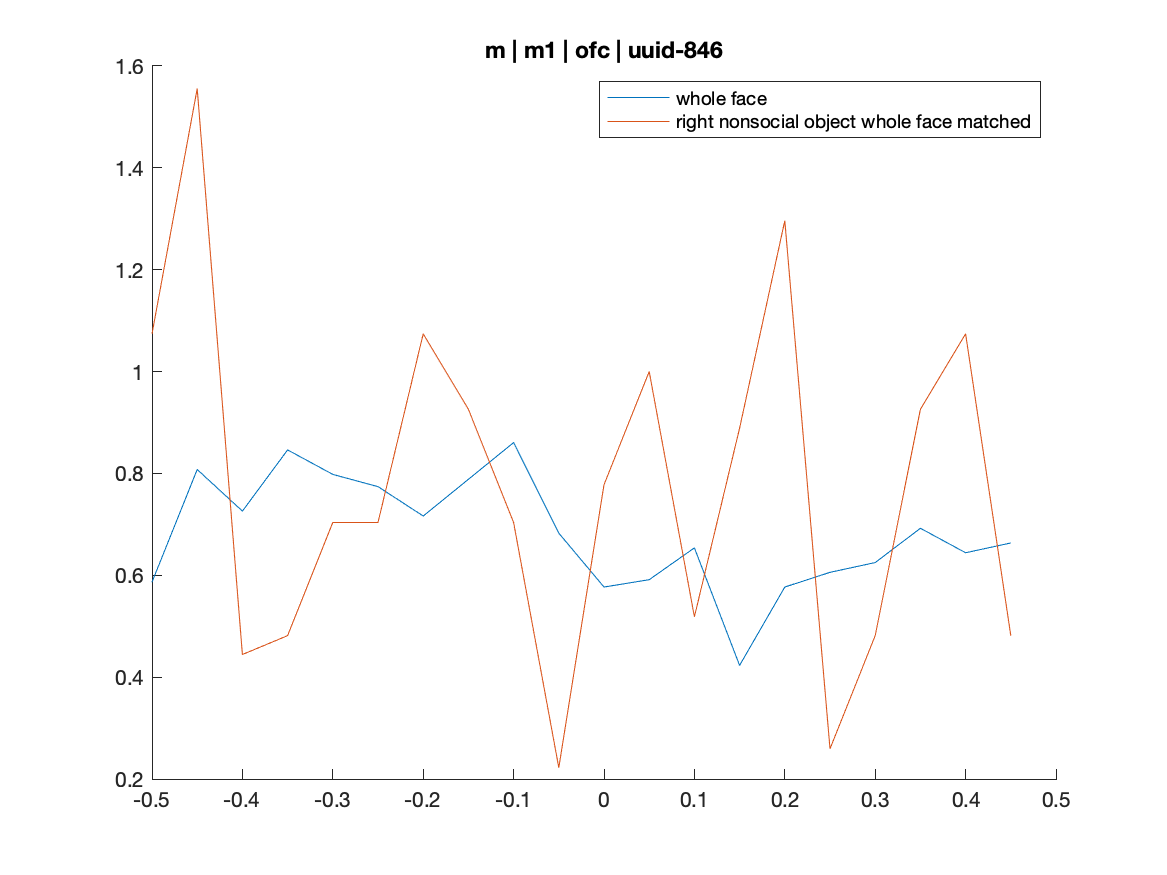 m | m1 | ofc | uuid-846
1.6
whole face
right nonsocial object whole face matched
1.4
1.2
1
0.8
0.6
0.4
0.2
-0.5 -0.4 -0.3 -0.2 -0.1 0 0.1 0.2 0.3 0.4 0.5